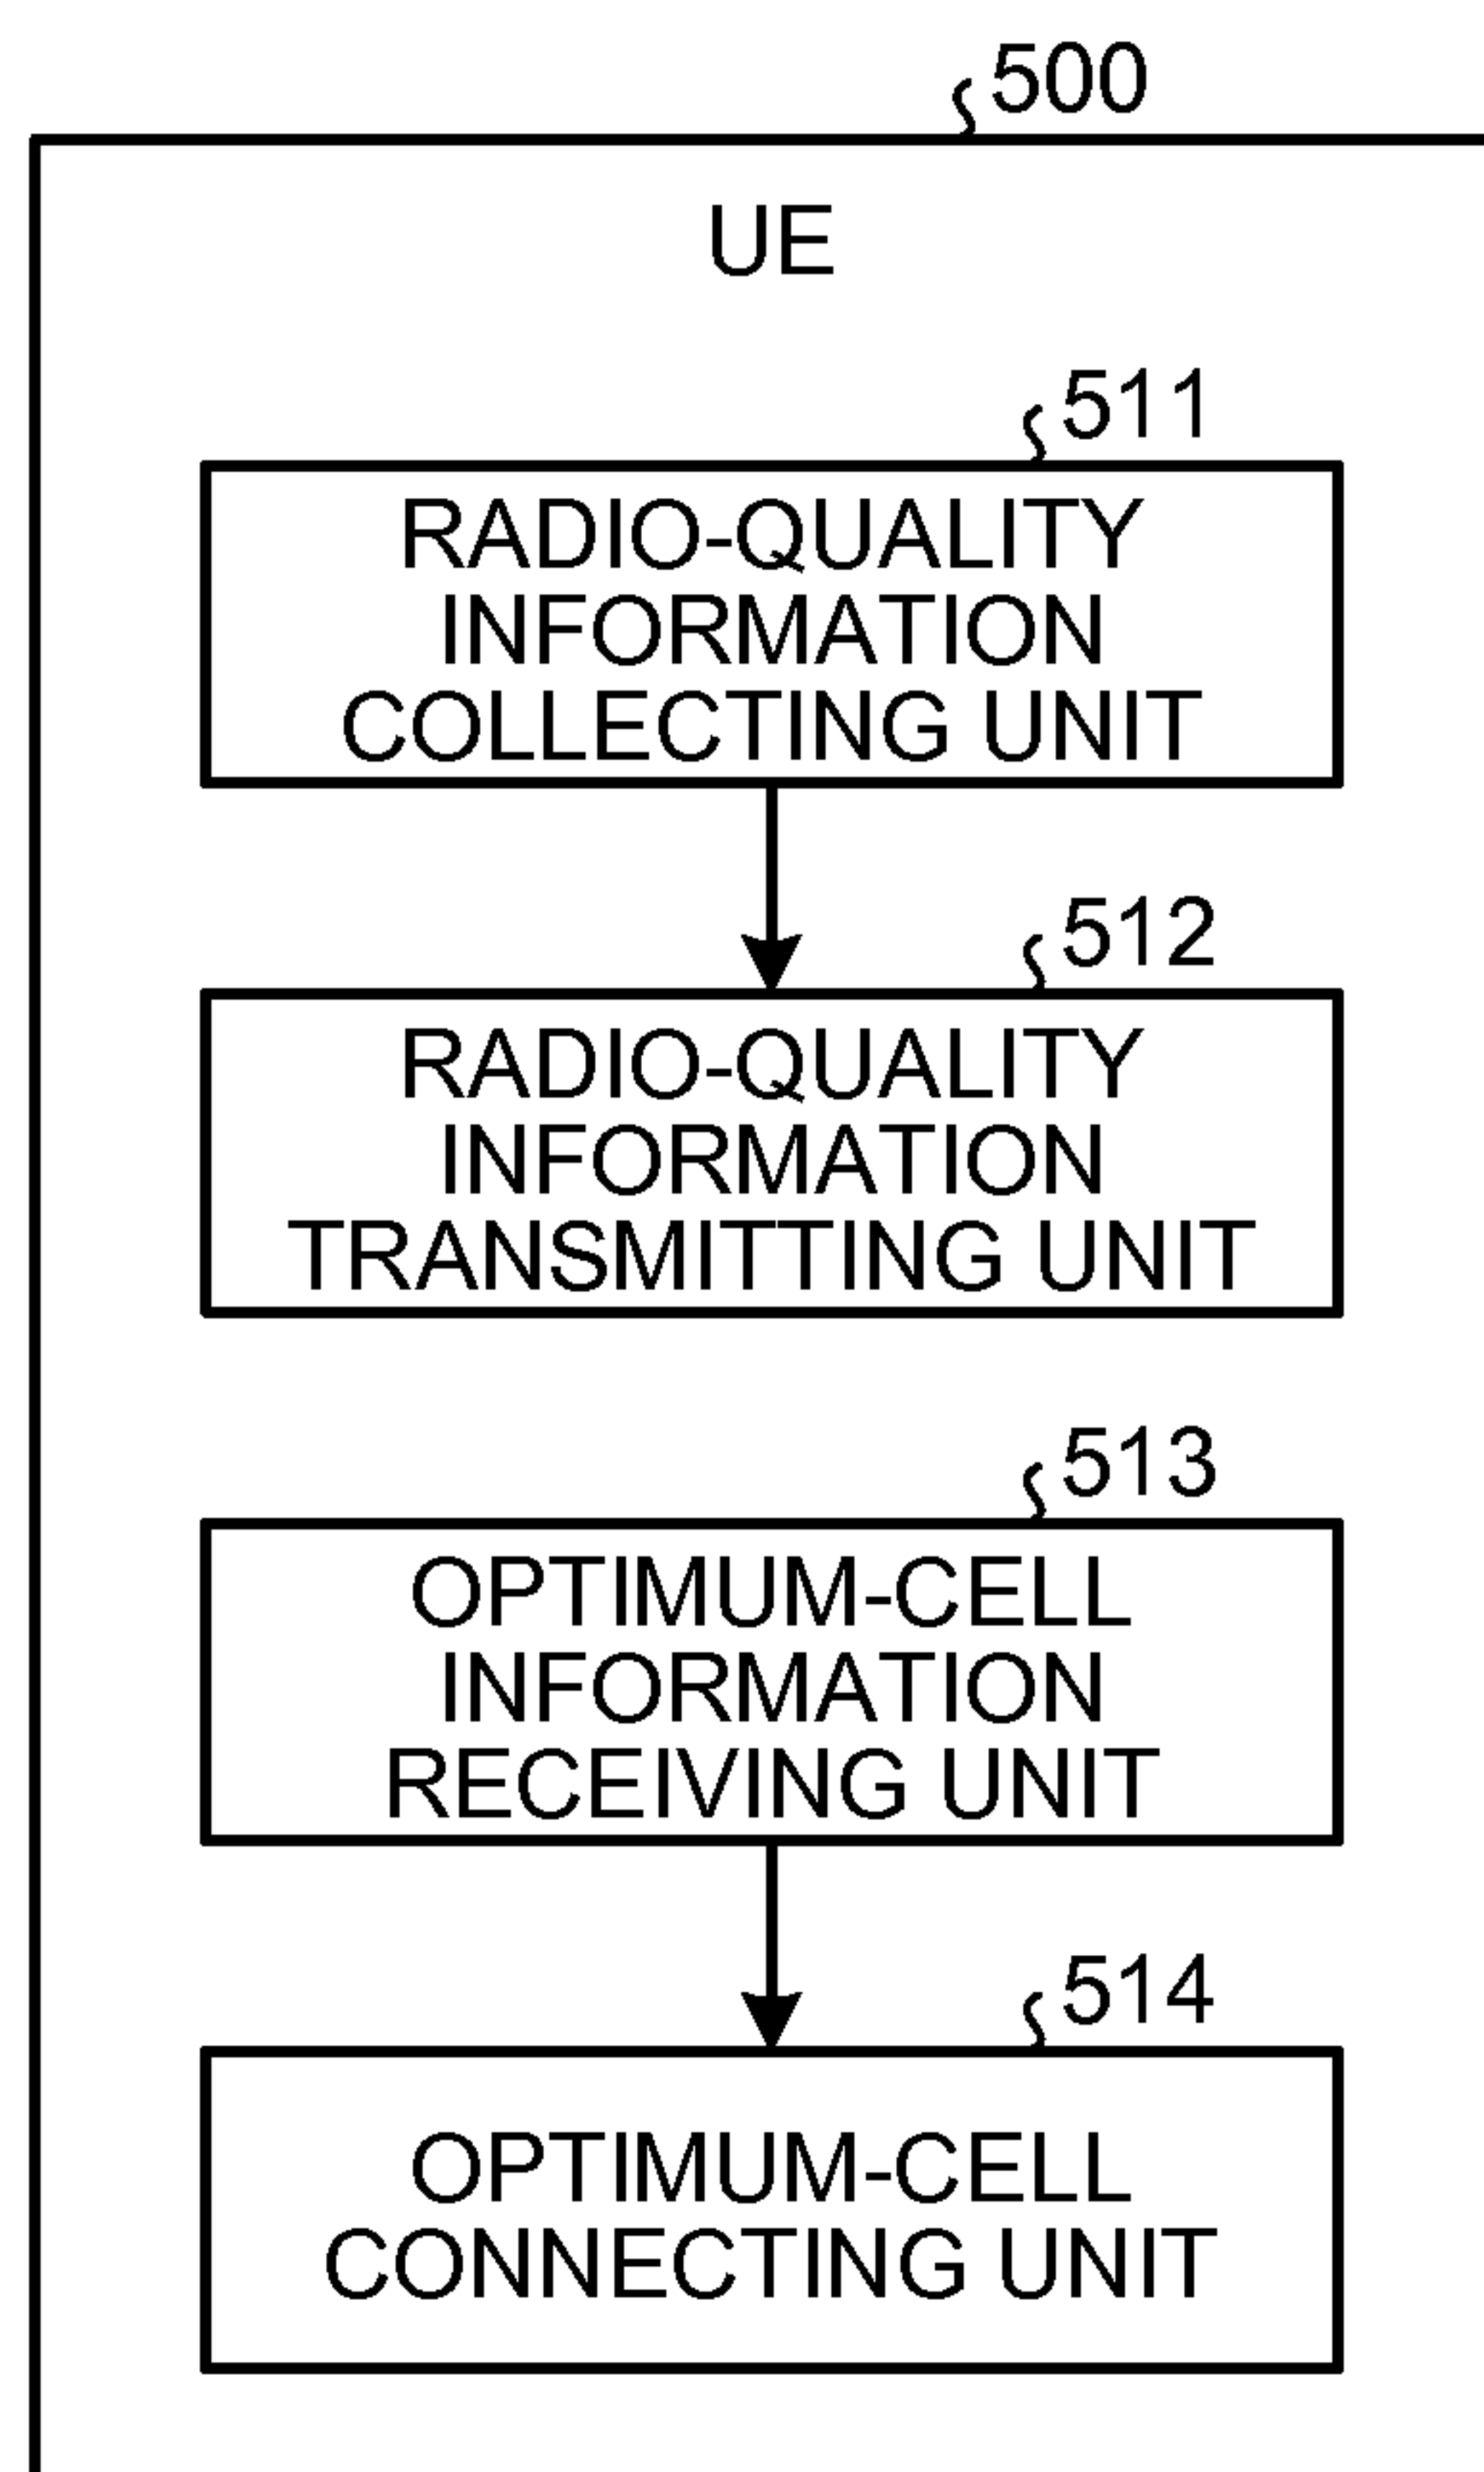 500
UE
511
RADIO-QUALITY
INFORMATION
COLLECTING UNIT
512
RADIO-QUALITY
INFORMATION
TRANSMITTING UNIT
513
OPTIMUM-CELL
INFORMATION
RECEIVING UNIT
514
OPTIMUM-CELL
CONNECTING UNIT